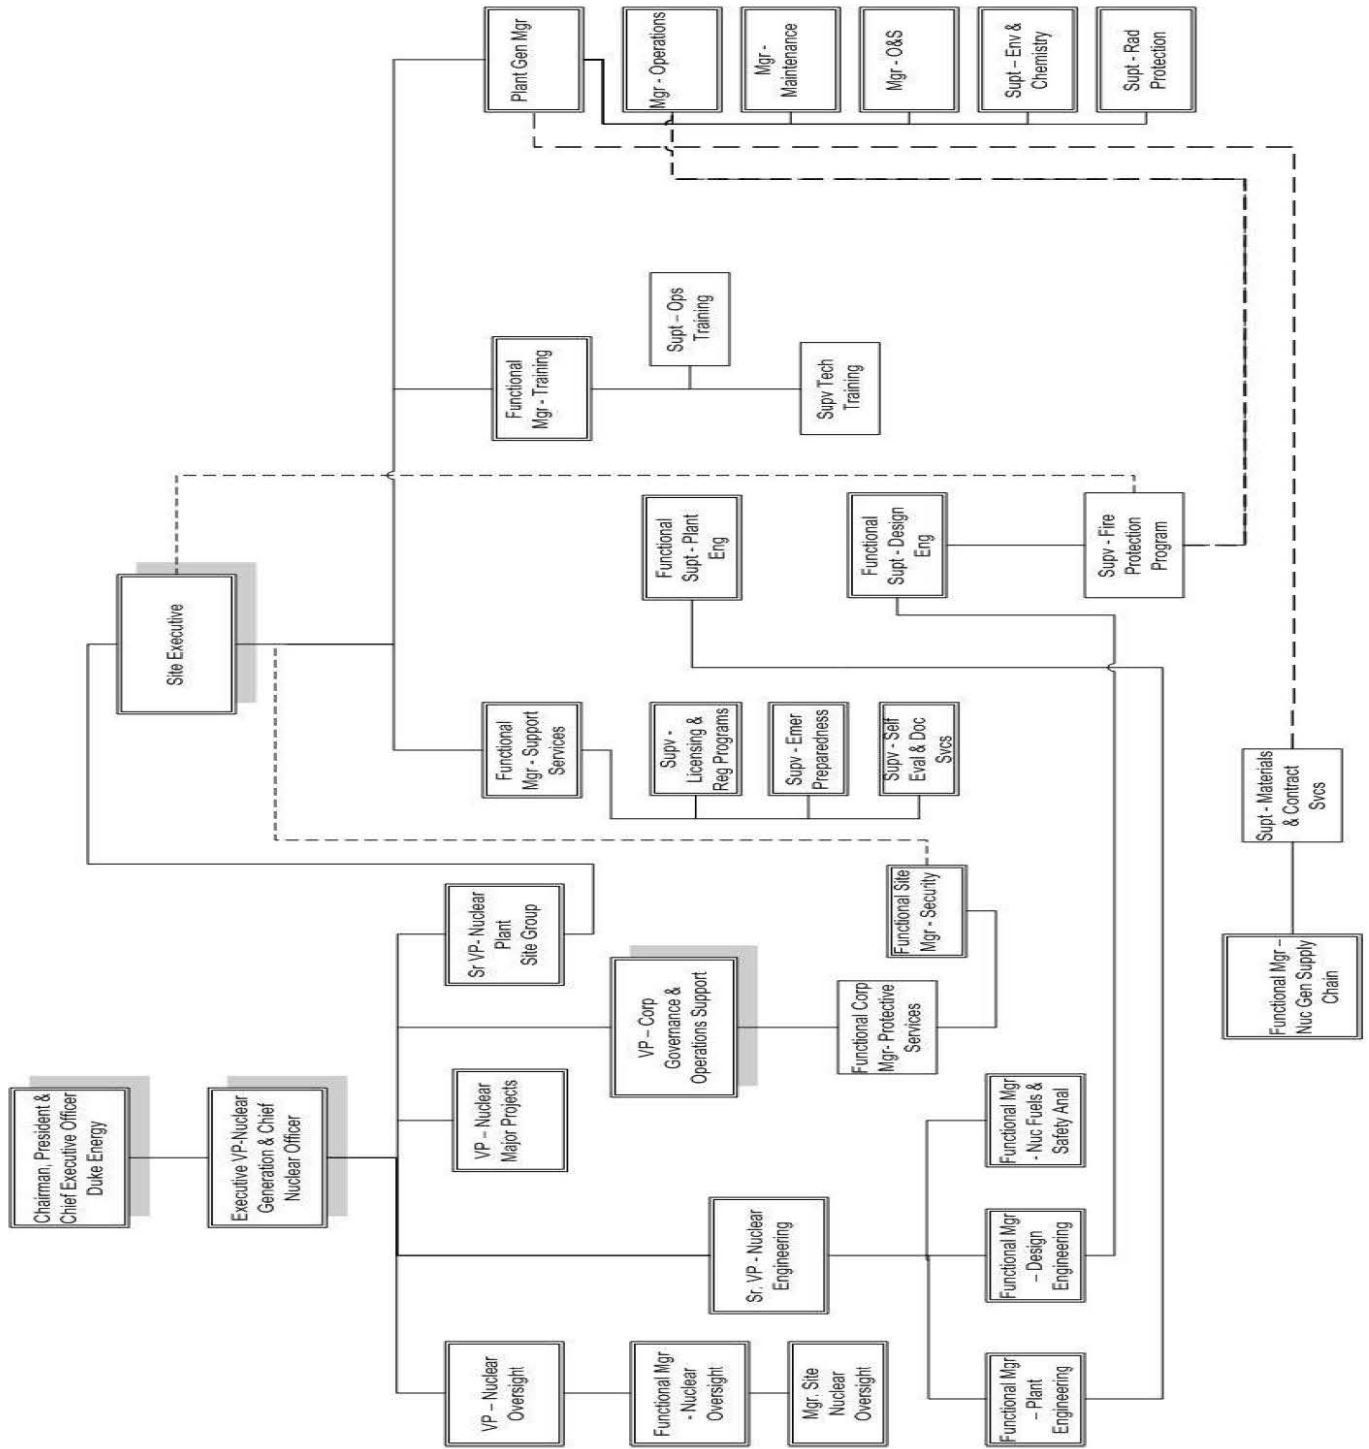 Chairman, President &
Chief Executive Officer
Duke Energy
Executive VP-Nuclear
Generation & Chief
Nuclear Officer
VP – Nuclear
Oversight
Functional Mgr
- Nuclear
Oversight
Mgr. Site
Nuclear
Oversight
Sr. VP - Nuclear
Engineering
Functional Mgr
– Plant
Engineering
Functional Mgr
– Design
Engineering
Functional Mgr
- Nuc Fuels &
Safety Anal
VP – Nuclear
Major Projects
VP – Corp
Governance &
Operations Support
Functional Corp
Mgr- Protective
Services
Functional Site
Mgr - Security
Sr VP- Nuclear
Plant
Site Group
Site Executive
Functional
Mgr - Support
Services
Supv -
Licensing &
Reg Programs
Supv - Emer
Preparedness
Supv - Self
Eval & Doc
Svcs
Functional
Supt - Plant
Eng
Functional
Supt - Design
Eng
Supv - Fire
Protection
Program
Functional
Mgr - Training
Supt – Ops
Training
Supv Tech
Training
Plant Gen Mgr
Mgr - Operations
Mgr -
Maintenance
Mgr - O&S
Supt – Env &
Chemistry
Supt - Rad
Protection
Functional Mgr –
Nuc Gen Supply
Chain
Supt - Materials
& Contract
Svcs